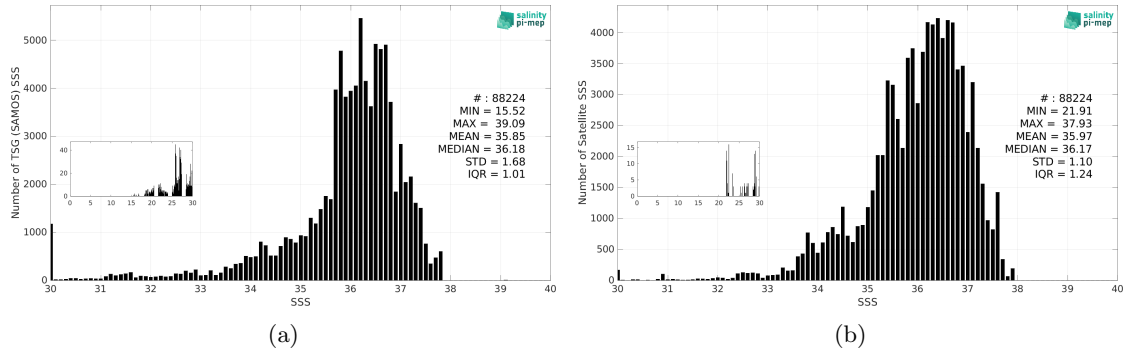 salinity
pi-mep
Number of TSG (SAMOS) SSS
5000
4000
3000
2000
1000
0
# : 88224
MIN = 15.52
MAX = 39.09
MEAN = 35.85
MEDIAN = 36.18
STD = 1.68
IQR = 1.01
40
20
0
0 5 10 15 20 25 30
30 31 32 33 34 35 36 37 38 39 40
SSS
(a)
salinity
pi-mep
Number of Satellite SSS
4000
3500
3000
2500
2000
1500
1000
500
0
# : 88224
MIN = 21.91
MAX = 37.93
MEAN = 35.97
MEDIAN = 36.17
STD = 1.10
IQR = 1.24
15
10
5
0
0 5 10 15 20 25 30
30 31 32 33 34 35 36 37 38 39 40
SSS
(b)